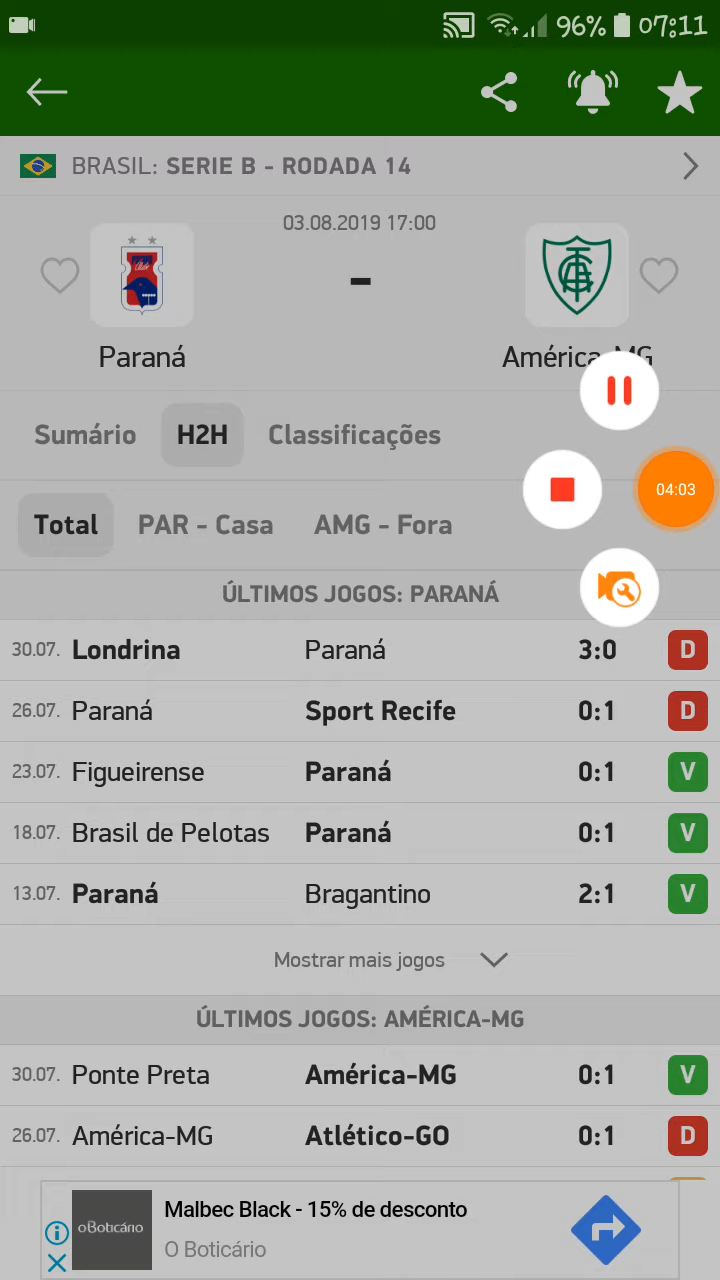 96% 07:11
BRASIL: SERIE B - RODADA 14
03.08.2019 17:00
-
Paraná América-MG
04:03
Sumário H2H Classificações
Total PAR - Casa AMG - Fora
ÚLTIMOS JOGOS: PARANÁ
30.07. Londrina Paraná 3:0 D
26.07. Paraná Sport Recife 0:1 D
23.07. Figueirense Paraná 0:1 V
18.07. Brasil de Pelotas Paraná 0:1 V
13.07. Paraná Bragantino 2:1 V
Mostrar mais jogos
ÚLTIMOS JOGOS: AMÉRICA-MG
30.07. Ponte Preta América-MG 0:1 V
26.07. América-MG Atlético-GO 0:1 D
oBoticário
Malbec Black - 15% de desconto
O Boticário